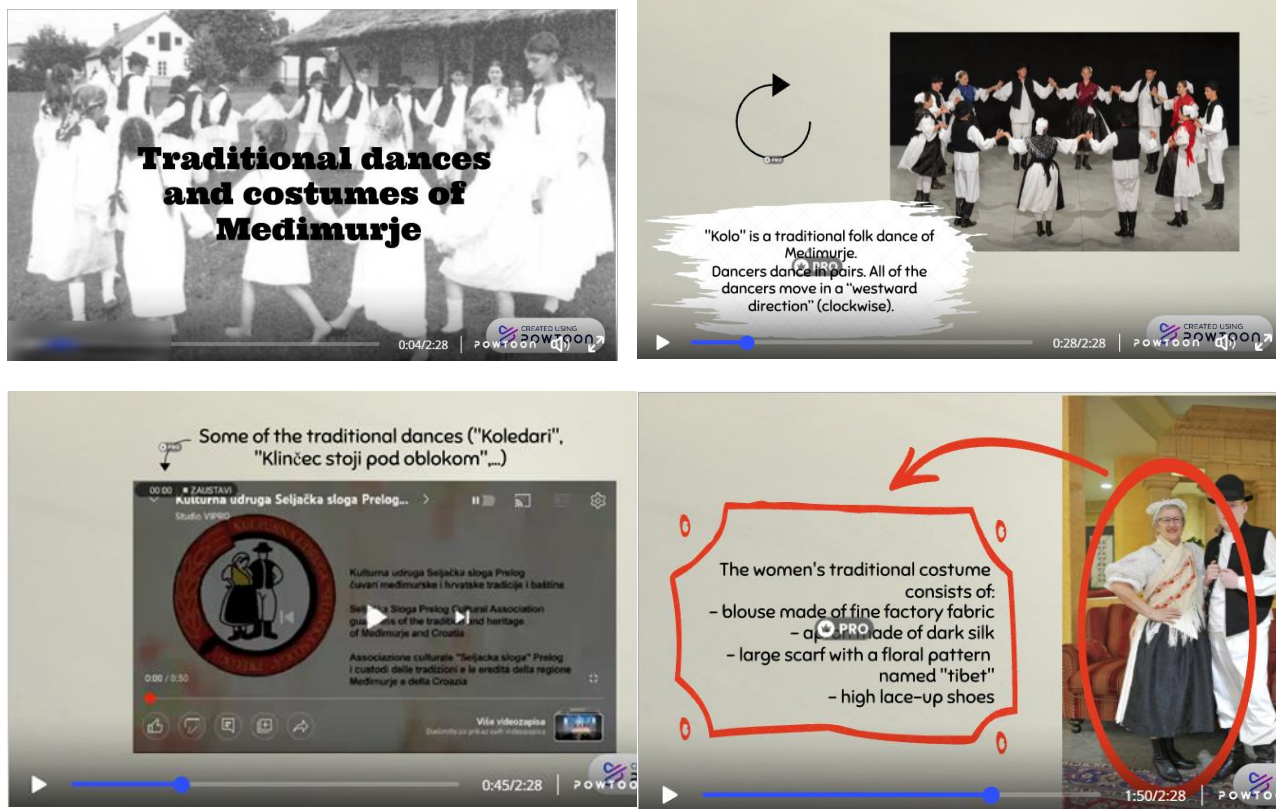 Traditional dances
and costumes of
Međimurje
CREATED USING
POWTOON
0:04/2:28
POWTOON
"Kolo" is a traditional folk dance of
Međimurje.
Dancers dance in pairs. All of the
dancers move in a "westward
direction" (clockwise).
PRO
PRO
CREATED USING
POWTOON
0:28/2:28
POWTOON
Some of the traditional dances ("Koledari",
"Klinčec stoji pod oblokom",...)
PRO
00:00 ZAUSTAVI
Kulturna udruga Seljačka sloga Prelog...
Studio VIPRO
Kulturna udruga Seljačka sloga Prelog
čuvari međimurske i hrvatske tradicije i baštine
Seljačka Sloga Prelog Cultural Association
of the tradition and heritage
of Međimurje and Croatia
Associazione culturale "Seljacka sloga" Prelog
i custodi delle tradizioni e le eredità della regione
Međimurje e della Croazia
0:00 / 0:50
Više videozapisa
0:45/2:28
POWTOO
The women's traditional costume
consists of:
– blouse made of fine factory fabric
– made of dark silk
– large scarf with a floral pattern
named "tibet"
– high lace-up shoes
PRO
1:50/2:28
POWTO